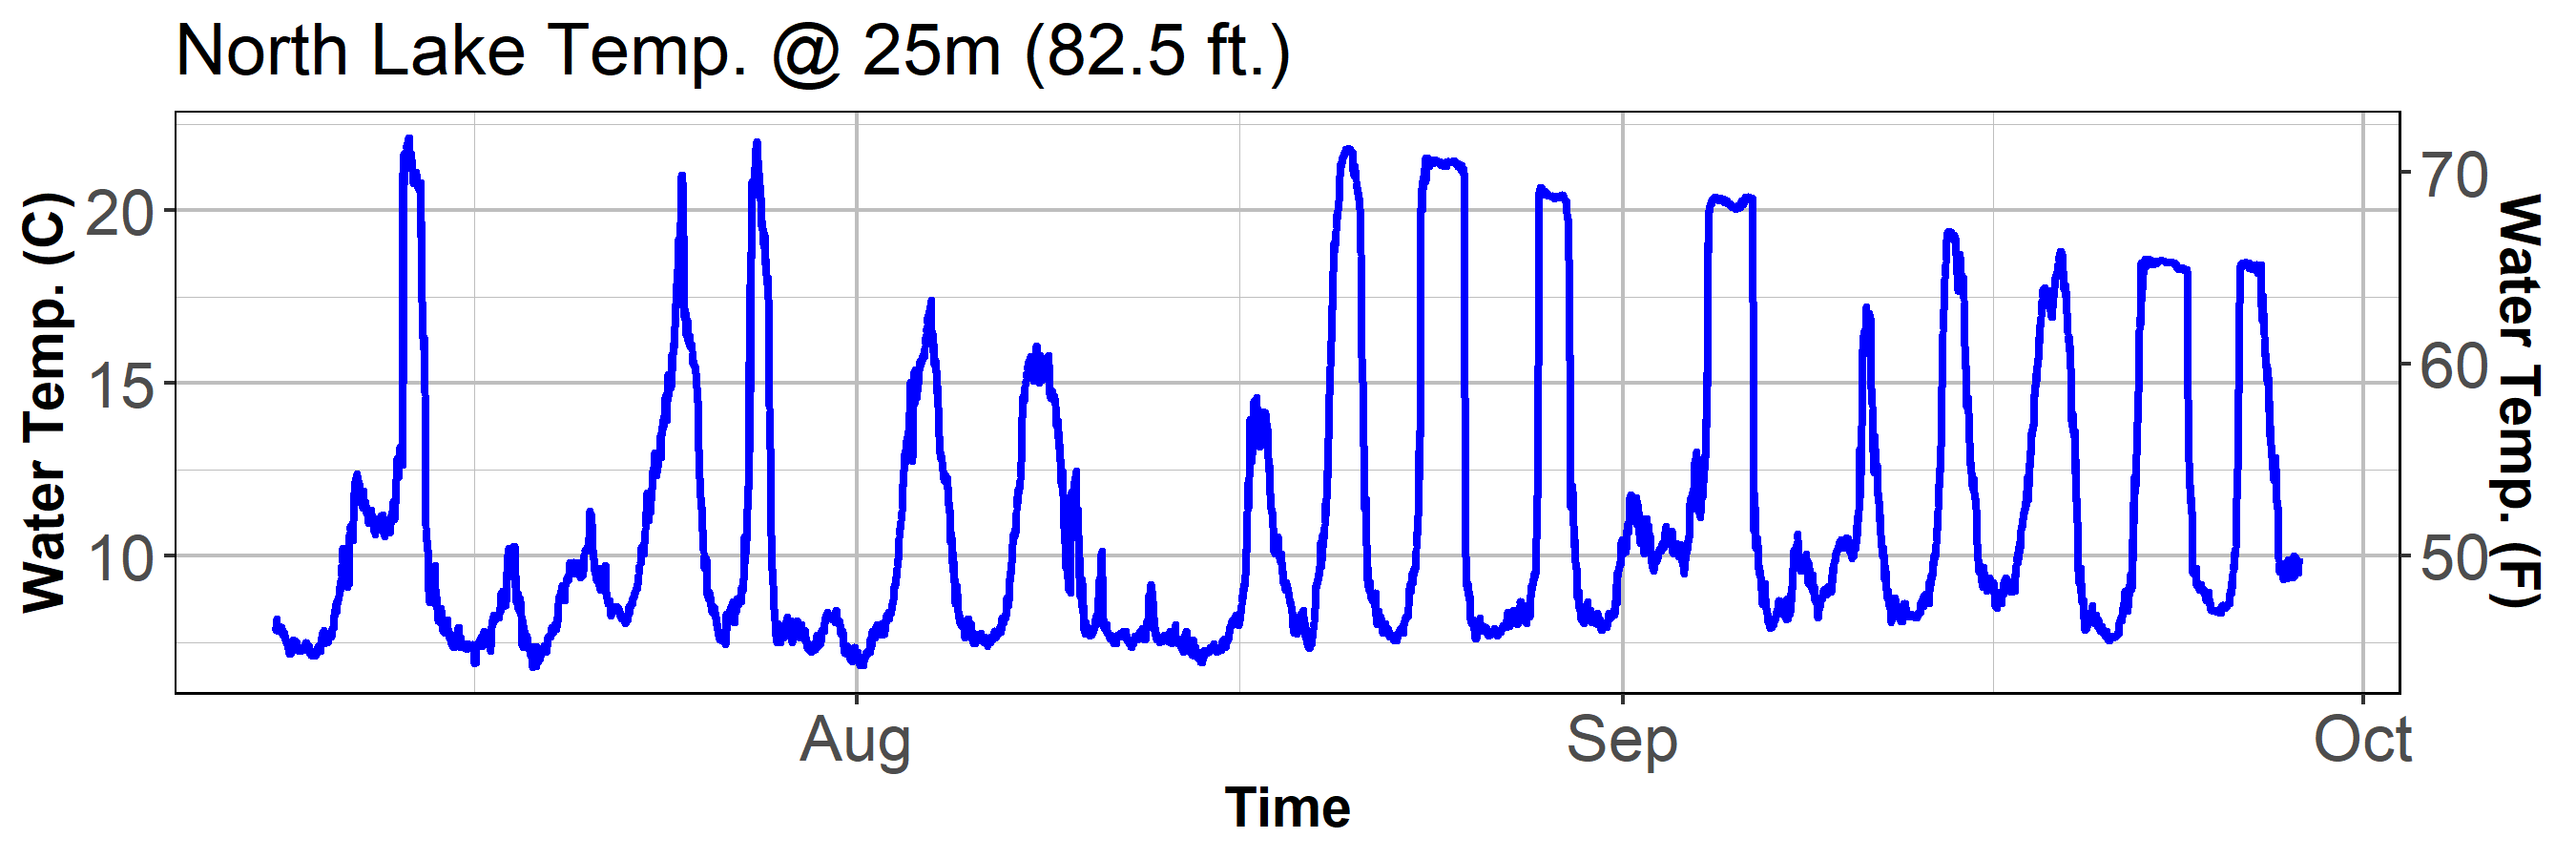 North Lake Temp. @ 25m (82.5 ft.)
Water Temp. (C)
20
15
10
70
60
50
Water Temp. (F)
Aug
Sep
Oct
Time